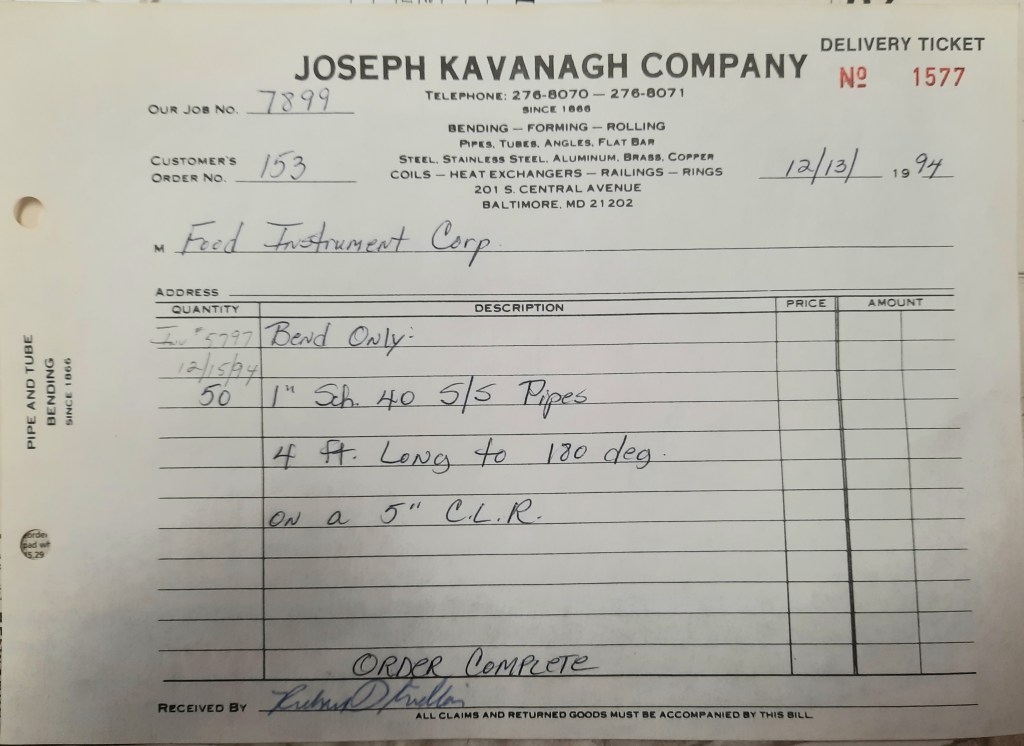 DELIVERY TICKET
JOSEPH KAVANAGH COMPANY
Nº 1577
TELEPHONE: 276-8070 — 276-8071
SINCE 1866
OUR JOB NO. 7899
BENDING — FORMING — ROLLING
PIPES, TUBES, ANGLES, FLAT BAR
STEEL, STAINLESS STEEL, ALUMINUM, BRASS, COPPER
COILS — HEAT EXCHANGERS — RAILINGS — RINGS
201 S. CENTRAL AVENUE
BALTIMORE, MD 21202
CUSTOMER'S
ORDER NO. 153
12/13/ 1994
M Food Instrument Corp.
ADDRESS
QUANTITY DESCRIPTION PRICE AMOUNT
Inv #5797 Bend Only:
12/15/94
50 1" Sch. 40 S/S Pipes
4 ft. Long to 180 deg.
on a 5" C.L.R.
ORDER COMPLETE
RECEIVED BY
ALL CLAIMS AND RETURNED GOODS MUST BE ACCOMPANIED BY THIS BILL
PIPE AND TUBE
BENDING
SINCE 1866